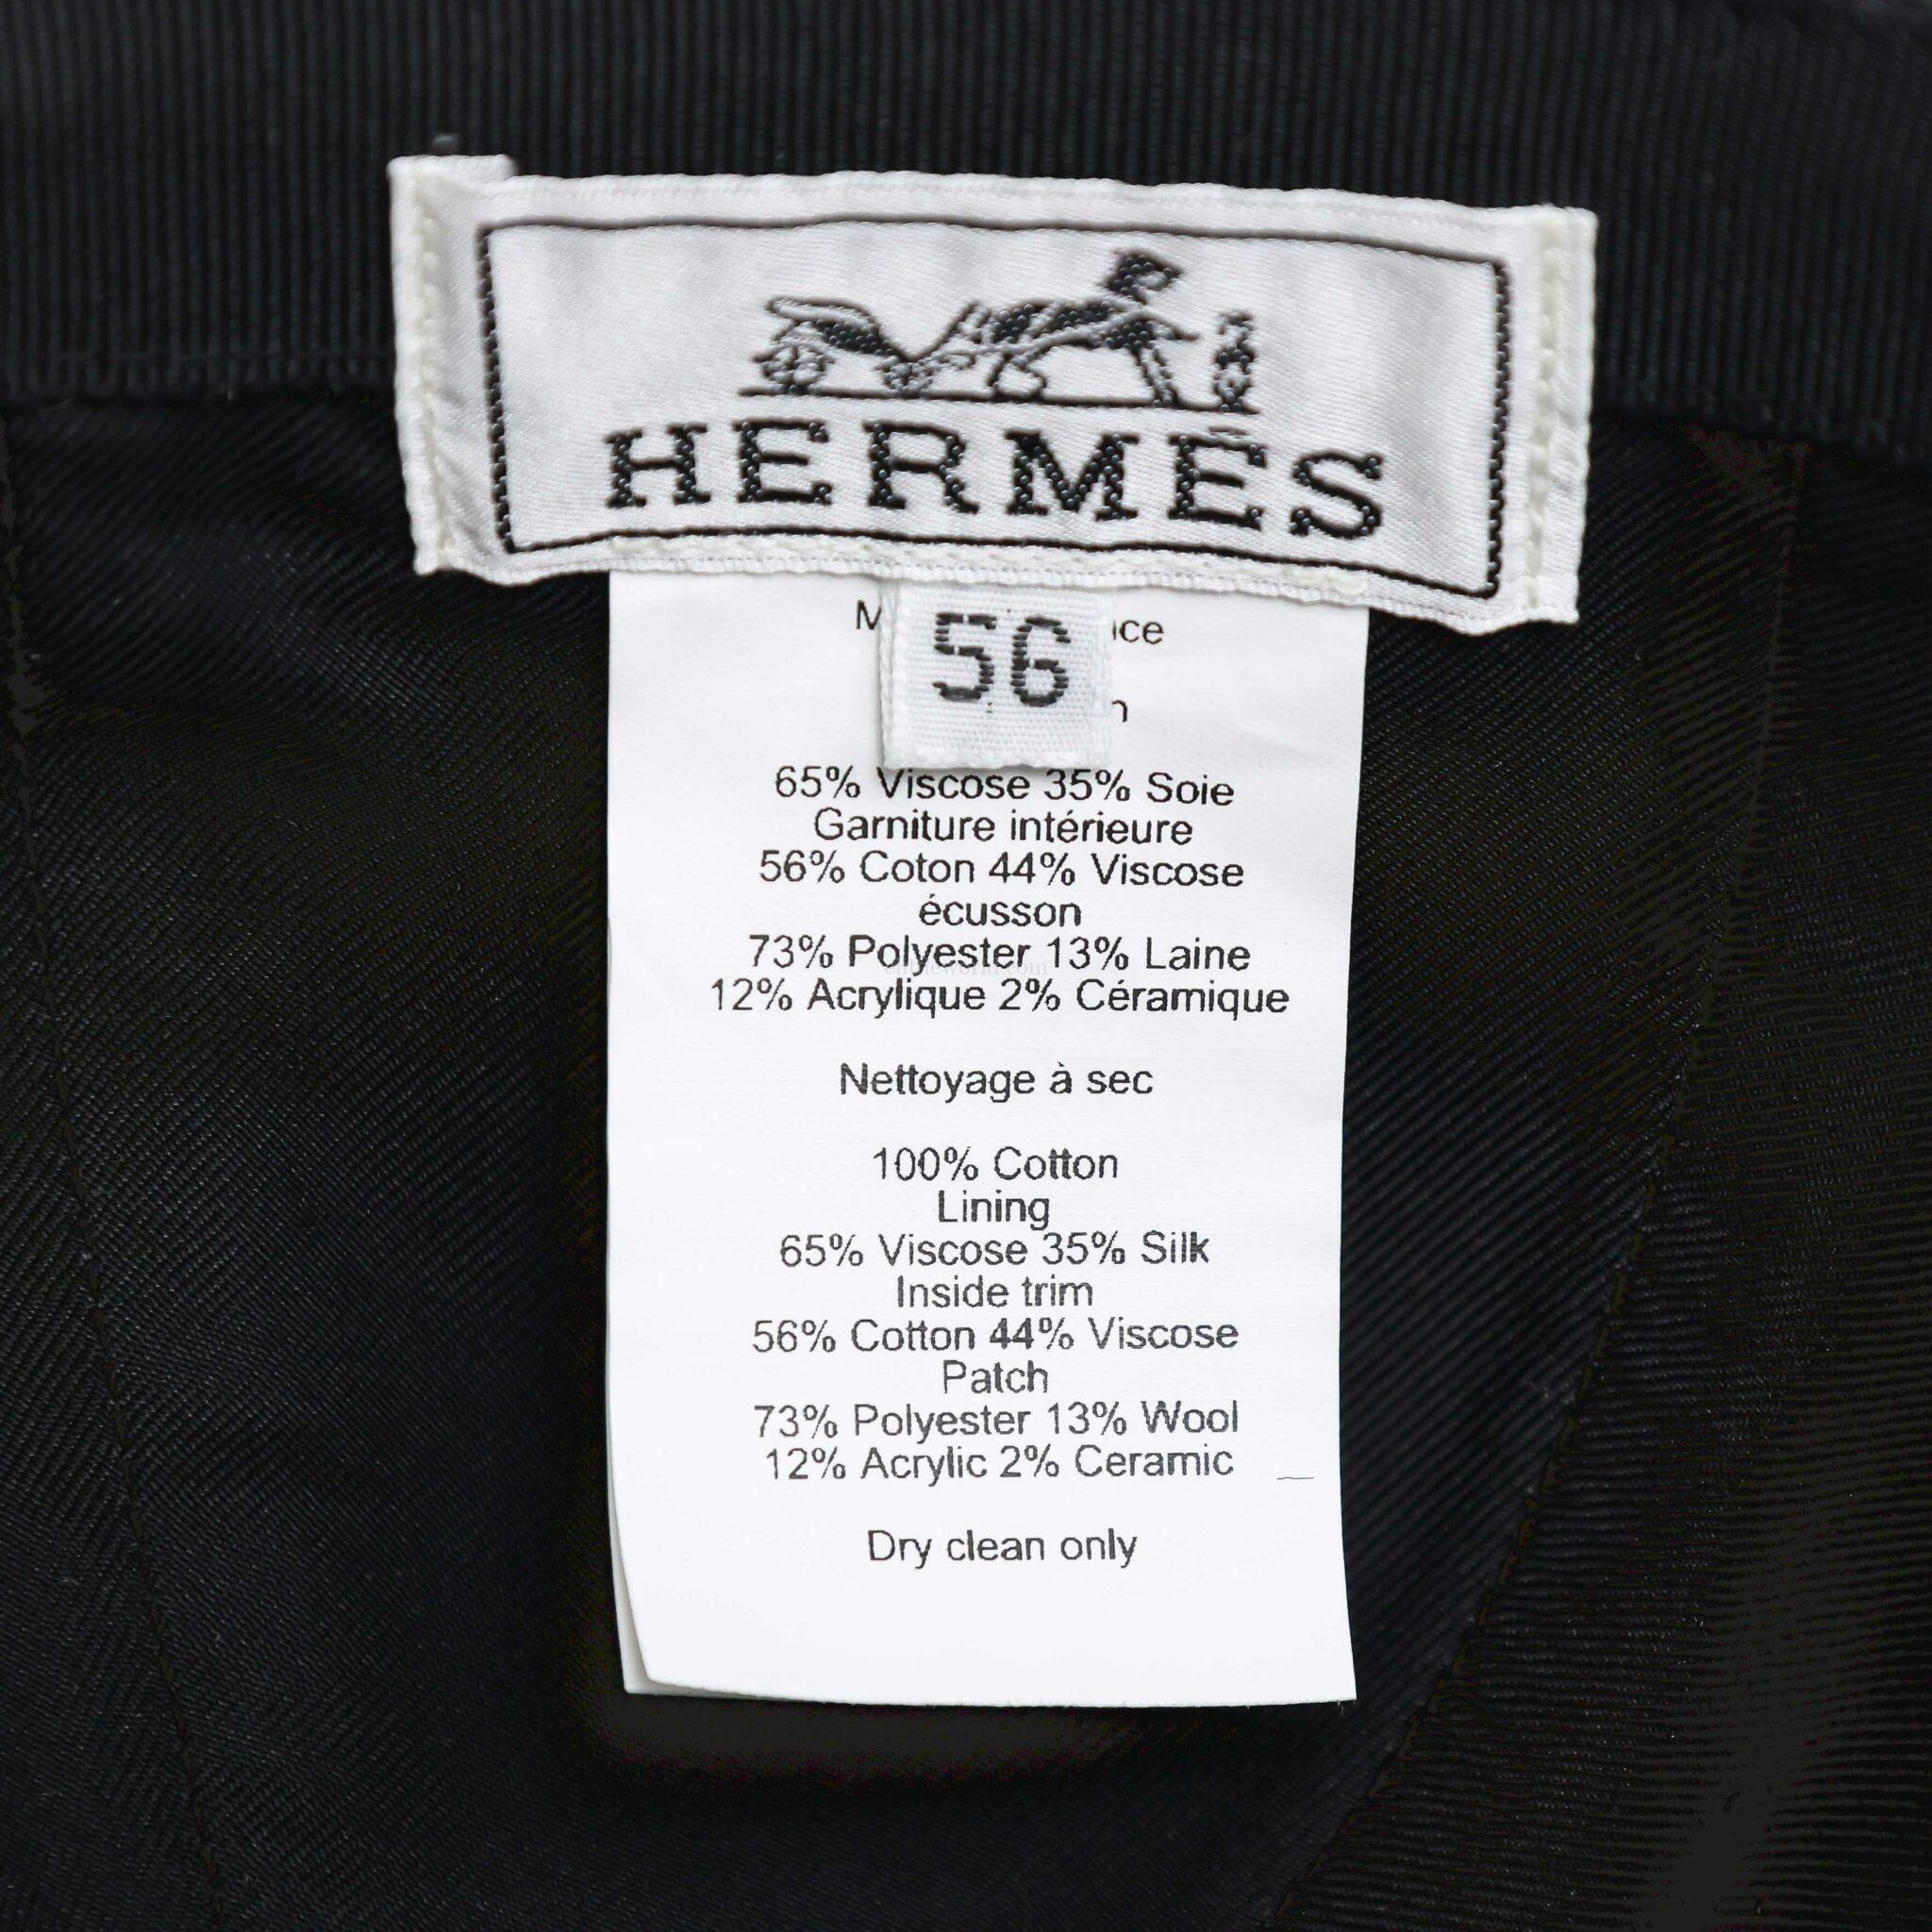 HERMÈS
56
65% Viscose 35% Soie
Garniture intérieure
56% Coton 44% Viscose
écusson
73% Polyester 13% Laine
12% Acrylique 2% Céramique
Nettoyage à sec
100% Cotton
Lining
65% Viscose 35% Silk
Inside trim
56% Cotton 44% Viscose
Patch
73% Polyester 13% Wool
12% Acrylic 2% Ceramic
Dry clean only